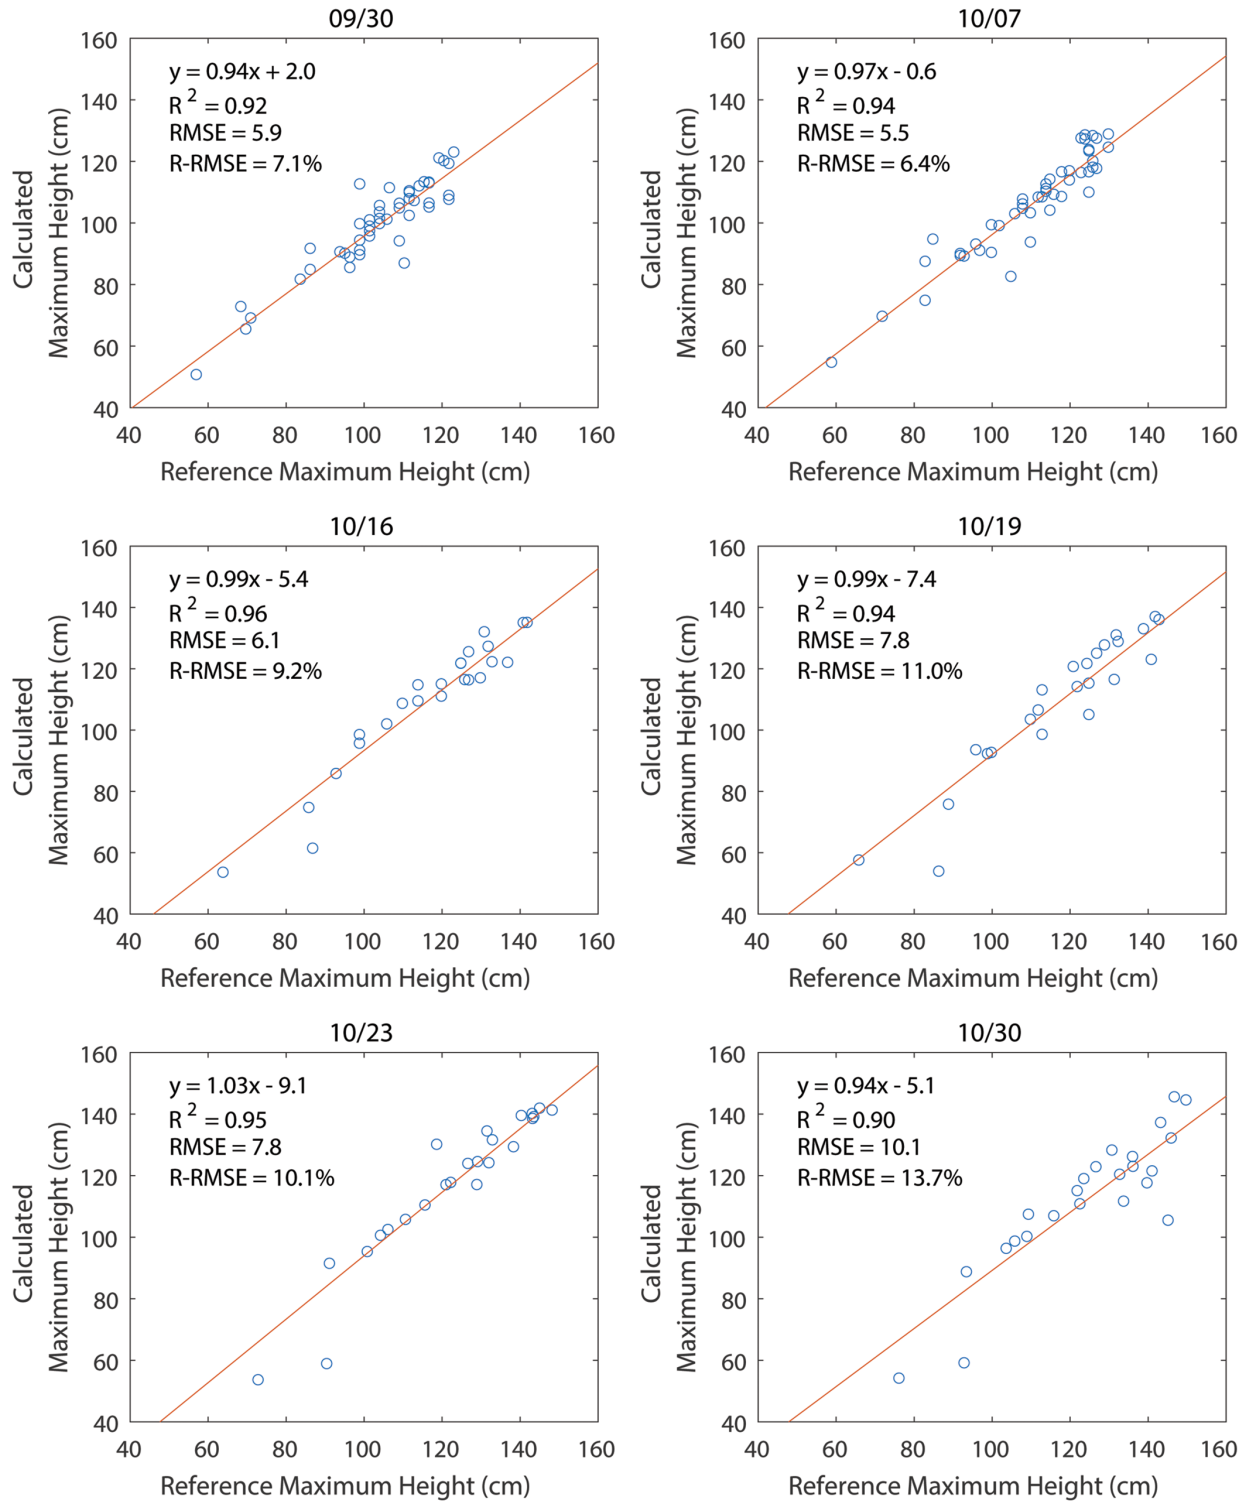 09/30
y = 0.94x + 2.0
R 2 = 0.92
RMSE = 5.9
R-RMSE = 7.1%
160
140
120
100
80
60
40
40 60 80 100 120 140 160
Calculated
Maximum Height (cm)
Reference Maximum Height (cm)
10/07
y = 0.97x - 0.6
R 2 = 0.94
RMSE = 5.5
R-RMSE = 6.4%
160
140
120
100
80
60
40
40 60 80 100 120 140 160
Calculated
Maximum Height (cm)
Reference Maximum Height (cm)
10/16
y = 0.99x - 5.4
R 2 = 0.96
RMSE = 6.1
R-RMSE = 9.2%
160
140
120
100
80
60
40
40 60 80 100 120 140 160
Calculated
Maximum Height (cm)
Reference Maximum Height (cm)
10/19
y = 0.99x - 7.4
R 2 = 0.94
RMSE = 7.8
R-RMSE = 11.0%
160
140
120
100
80
60
40
40 60 80 100 120 140 160
Calculated
Maximum Height (cm)
Reference Maximum Height (cm)
10/23
y = 1.03x - 9.1
R 2 = 0.95
RMSE = 7.8
R-RMSE = 10.1%
160
140
120
100
80
60
40
40 60 80 100 120 140 160
Calculated
Maximum Height (cm)
Reference Maximum Height (cm)
10/30
y = 0.94x - 5.1
R 2 = 0.90
RMSE = 10.1
R-RMSE = 13.7%
160
140
120
100
80
60
40
40 60 80 100 120 140 160
Calculated
Maximum Height (cm)
Reference Maximum Height (cm)